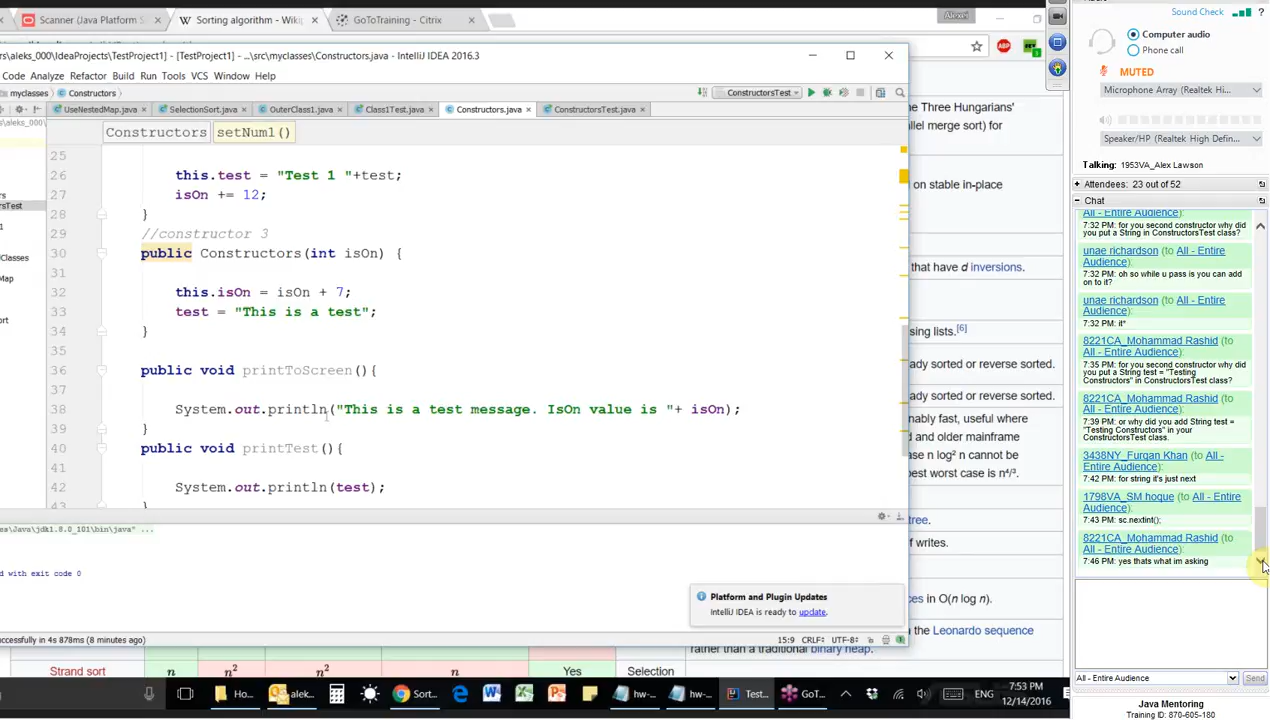 Scanner (Java Platform S
Sorting algorithm - Wikip
GoToTraining - Citrix
Alexei
rs\aleks_000\IdeaProjects\TestProject1] - [TestProject1] - ...\src\myclasses\Constructors.java - IntelliJ IDEA 2016.3
Code Analyze Refactor Build Run Tools VCS Window Help
myclasses Constructors
ConstructorsTest
UseNestedMap.java
SelectionSort.java
OuterClass1.java
Class1Test.java
Constructors.java
ConstructorsTest.java
Constructors
setNum1()
25
26 this.test = "Test 1 "+test;
27 isOn += 12;
28 }
29 //constructor 3
30 public Constructors(int isOn) {
31
32 this.isOn = isOn + 7;
33 test = "This is a test";
34 }
35
36 public void printToScreen(){
37
38 System.out.println("This is a test message. IsOn value is "+ isOn);
39 }
40 public void printTest(){
41
42 System.out.println(test);
43 }
rs
orsTest
1
Classes
Map
ort
es\Java\jdk1.8.0_101\bin\java" ...
ed with exit code 0
Platform and Plugin Updates
IntelliJ IDEA is ready to update.
uccessfully in 4s 878ms (8 minutes ago)
15:9 CRLF÷ UTF-8÷
he Three Hungarians'
llel merge sort) for
on stable in-place
that have d inversions.
sing lists.[6]
ady sorted or reverse sorted.
ady sorted or reverse sorted.
nably fast, useful where
d and older mainframe
case n log² n cannot be
est worst case is n⁴/³.
tree.
f writes.
ces in O(n log n).
n the Leonardo sequence
rather than a traditional binary heap.
Strand sort n n² n² n Yes Selection
Ho...
alek...
Sort...
hw-...
hw-...
Test...
GoT...
ENG
7:53 PM
12/14/2016
Audio
Sound Check
?
Computer audio
Phone call
MUTED
Microphone Array (Realtek Hi...
Speaker/HP (Realtek High Defin...
Talking: 1953VA_Alex Lawson
Attendees: 23 out of 52
Chat
All - Entire Audience):
7:32 PM: for you second constructor why did
you put a String in ConstructorsTest class?
unae richardson (to All - Entire
Audience):
7:32 PM: oh so while u pass is you can add
on to it?
unae richardson (to All - Entire
Audience):
7:32 PM: it*
8221CA_Mohammad Rashid (to
All - Entire Audience):
7:35 PM: for you second constructor why did
you put a String test = "Testing
Constructors" in ConstructorsTest class?
8221CA_Mohammad Rashid (to
All - Entire Audience):
7:39 PM: or why did you add String test =
"Testing Constructors" in your
ConstructorsTest class.
3438NY_Furqan Khan (to All -
Entire Audience):
7:42 PM: for string it's just next
1798VA_SM hoque (to All - Entire
Audience):
7:43 PM: sc.nextint();
8221CA_Mohammad Rashid (to
All - Entire Audience):
7:46 PM: yes thats what im asking
All - Entire Audience
Send
Java Mentoring
Training ID: 870-605-180